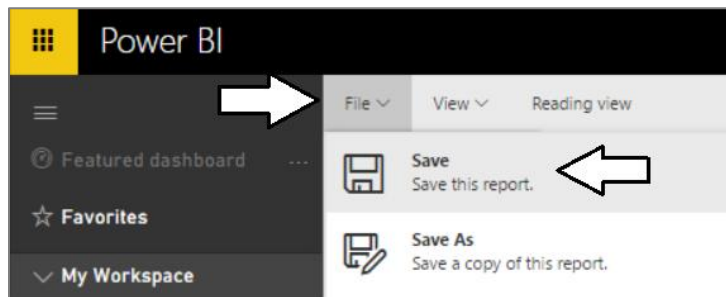 Power BI
File View Reading view
Featured dashboard ...
Save
Save this report.
Favorites
Save As
Save a copy of this report.
My Workspace